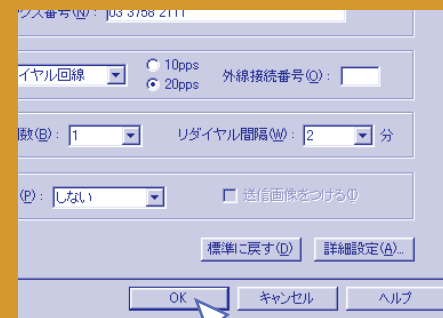 ックス番号(N): 03 3758 2111
イヤル回線 10pps 20pps 外線接続番号(O):
数(B): 1 リダイヤル間隔(W): 2 分
(P): しない 送信画像をつける(I)
標準に戻す(D) 詳細設定(A)...
OK キャンセル ヘルプ